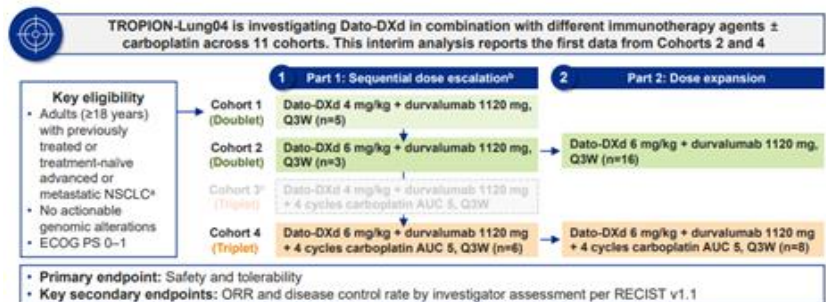 TROPION-Lung04 is investigating Dato-DXd in combination with different immunotherapy agents ±
carboplatin across 11 cohorts. This interim analysis reports the first data from Cohorts 2 and 4
1 Part 1: Sequential dose escalationᵇ
2 Part 2: Dose expansion
Key eligibility
• Adults (≥18 years)
with previously
treated or
treatment-naïve
advanced or
metastatic NSCLCᵃ
• No actionable
genomic alterations
• ECOG PS 0–1
Cohort 1
(Doublet)
Dato-DXd 4 mg/kg + durvalumab 1120 mg,
Q3W (n=5)
Cohort 2
(Doublet)
Dato-DXd 6 mg/kg + durvalumab 1120 mg,
Q3W (n=3)
Dato-DXd 6 mg/kg + durvalumab 1120 mg,
Q3W (n=16)
Cohort 3ᶜ
(Triplet)
Dato-DXd 4 mg/kg + durvalumab 1120 mg
+ 4 cycles carboplatin AUC 5, Q3W
Cohort 4
(Triplet)
Dato-DXd 6 mg/kg + durvalumab 1120 mg
+ 4 cycles carboplatin AUC 5, Q3W (n=6)
Dato-DXd 6 mg/kg + durvalumab 1120 mg
+ 4 cycles carboplatin AUC 5, Q3W (n=8)
• Primary endpoint: Safety and tolerability
• Key secondary endpoints: ORR and disease control rate by investigator assessment per RECIST v1.1